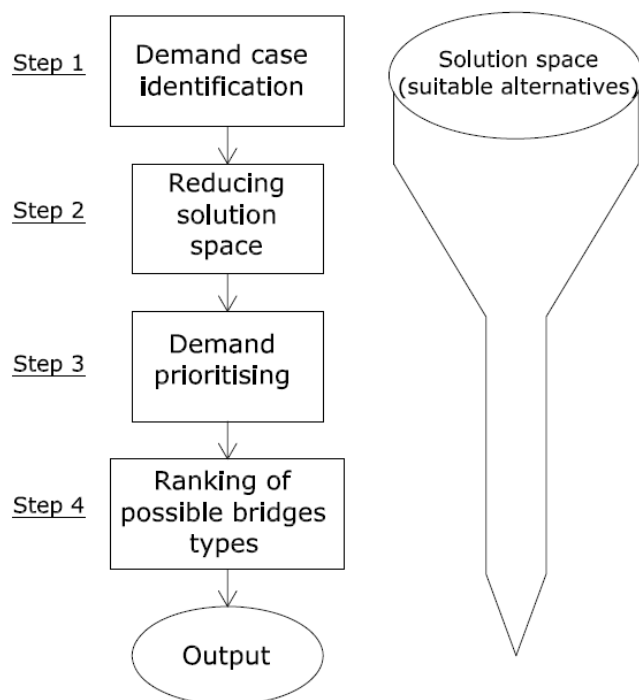 Step 1
Demand case
identification
Solution space
(suitable alternatives)
Step 2
Reducing
solution
space
Step 3
Demand
prioritising
Step 4
Ranking of
possible bridges
types
Output